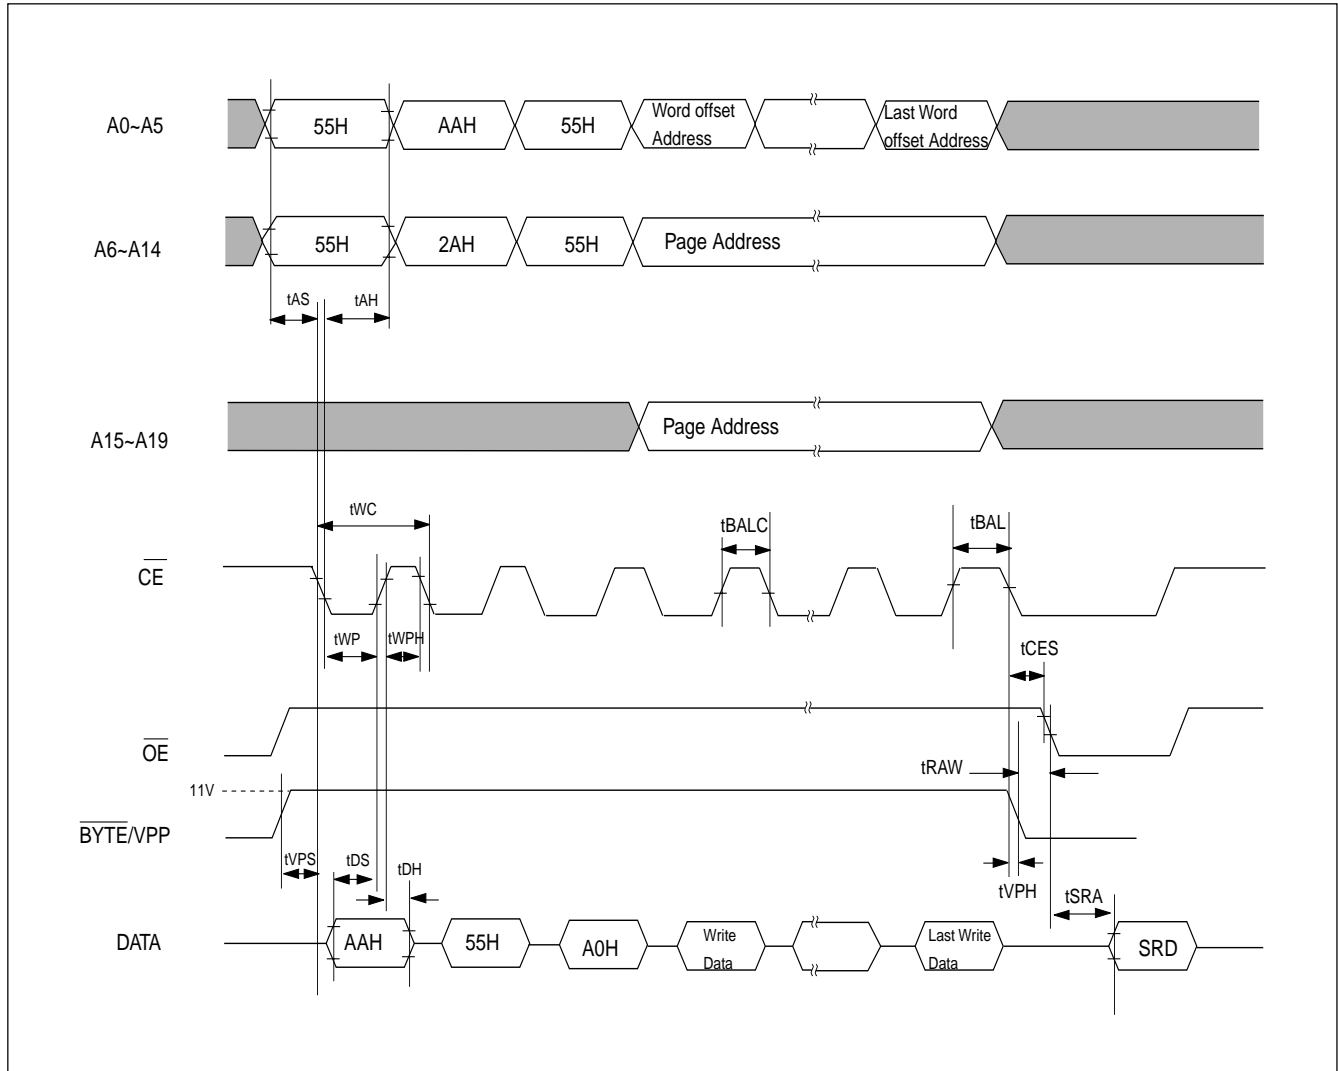 A0~A5
55H
AAH
55H
Word offset
Address
Last Word
offset Address
A6~A14
55H
2AH
55H
Page Address
tAS
tAH
A15~A19
Page Address
tWC
tBALC
tBAL
CE
tWP
tWPH
tCES
OE
tRAW
11V
BYTE/VPP
tVPS
tDS
tDH
tVPH
tSRA
DATA
AAH
55H
A0H
Write
Data
Last Write
Data
SRD